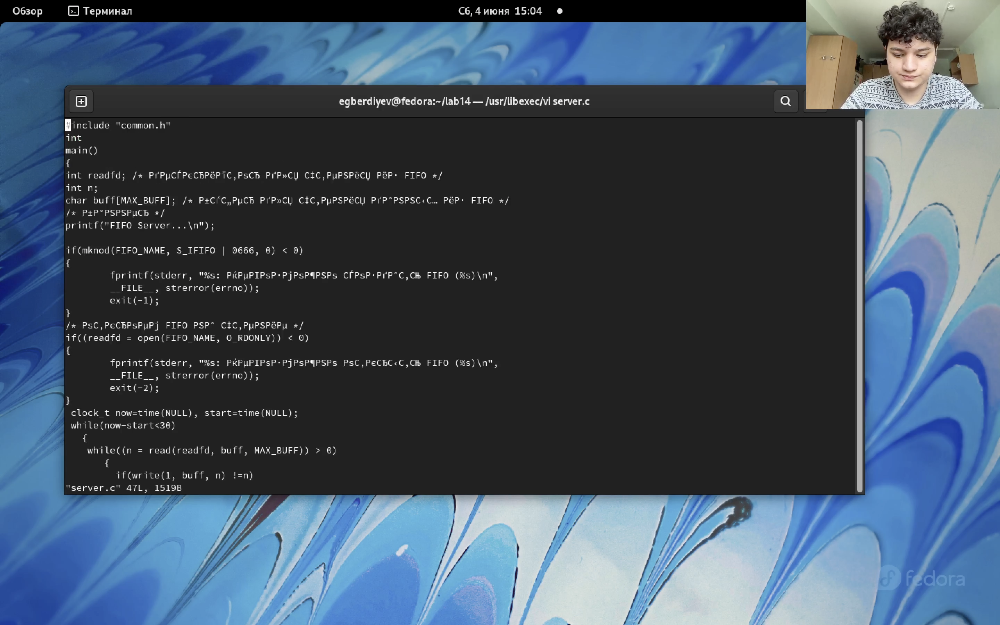 Обзор
Терминал
Сб, 4 июня 15:04
egberdiyev@fedora:~/lab14 — /usr/libexec/vi server.c
#include "common.h"
int
main()
{
int readfd; /* РґРµСЃРєСЂРёРїС‚РѕСЂ РґР»СЏ С‡С‚РµРЅРёСЏ РёР· FIFO */
int n;
char buff[MAX_BUFF]; /* Р±СѓС„РµСЂ РґР»СЏ С‡С‚РµРЅРёСЏ РґР°РЅРЅС‹С… РёР· FIFO */
/* Р±Р°РЅРЅРµСЂ */
printf("FIFO Server...\n");
if(mknod(FIFO_NAME, S_IFIFO | 0666, 0) < 0)
{
fprintf(stderr, "%s: РќРµРІРѕР·РјРѕР¶РЅРѕ СЃРѕР·РґР°С‚СЊ FIFO (%s)\n",
__FILE__, strerror(errno));
exit(-1);
}
/* РѕС‚РєСЂРѕРµРј FIFO РЅР° С‡С‚РµРЅРёРµ */
if((readfd = open(FIFO_NAME, O_RDONLY)) < 0)
{
fprintf(stderr, "%s: РќРµРІРѕР·РјРѕР¶РЅРѕ РѕС‚РєСЂС‹С‚СЊ FIFO (%s)\n",
__FILE__, strerror(errno));
exit(-2);
}
clock_t now=time(NULL), start=time(NULL);
while(now-start<30)
{
while((n = read(readfd, buff, MAX_BUFF)) > 0)
{
if(write(1, buff, n) !=n)
"server.c" 47L, 1519B
fedora